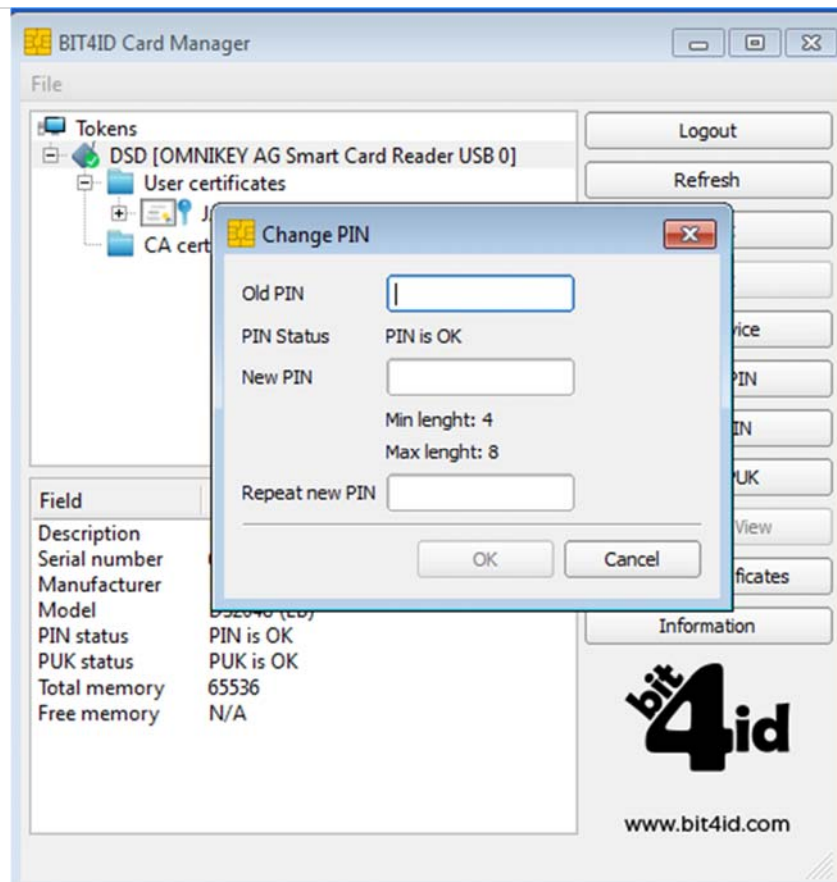 BIT4ID Card Manager
File
Tokens
DSD [OMNIKEY AG Smart Card Reader USB 0]
User certificates
CA cert
Logout
Refresh
Change PIN
Old PIN
PIN Status PIN is OK
New PIN
Min lenght: 4
Max lenght: 8
Repeat new PIN
OK Cancel
vice
PIN
IN
UK
View
ficates
Information
Field
Description
Serial number
Manufacturer
Model
PIN status PIN is OK
PUK status PUK is OK
Total memory 65536
Free memory N/A
bit
4id
www.bit4id.com